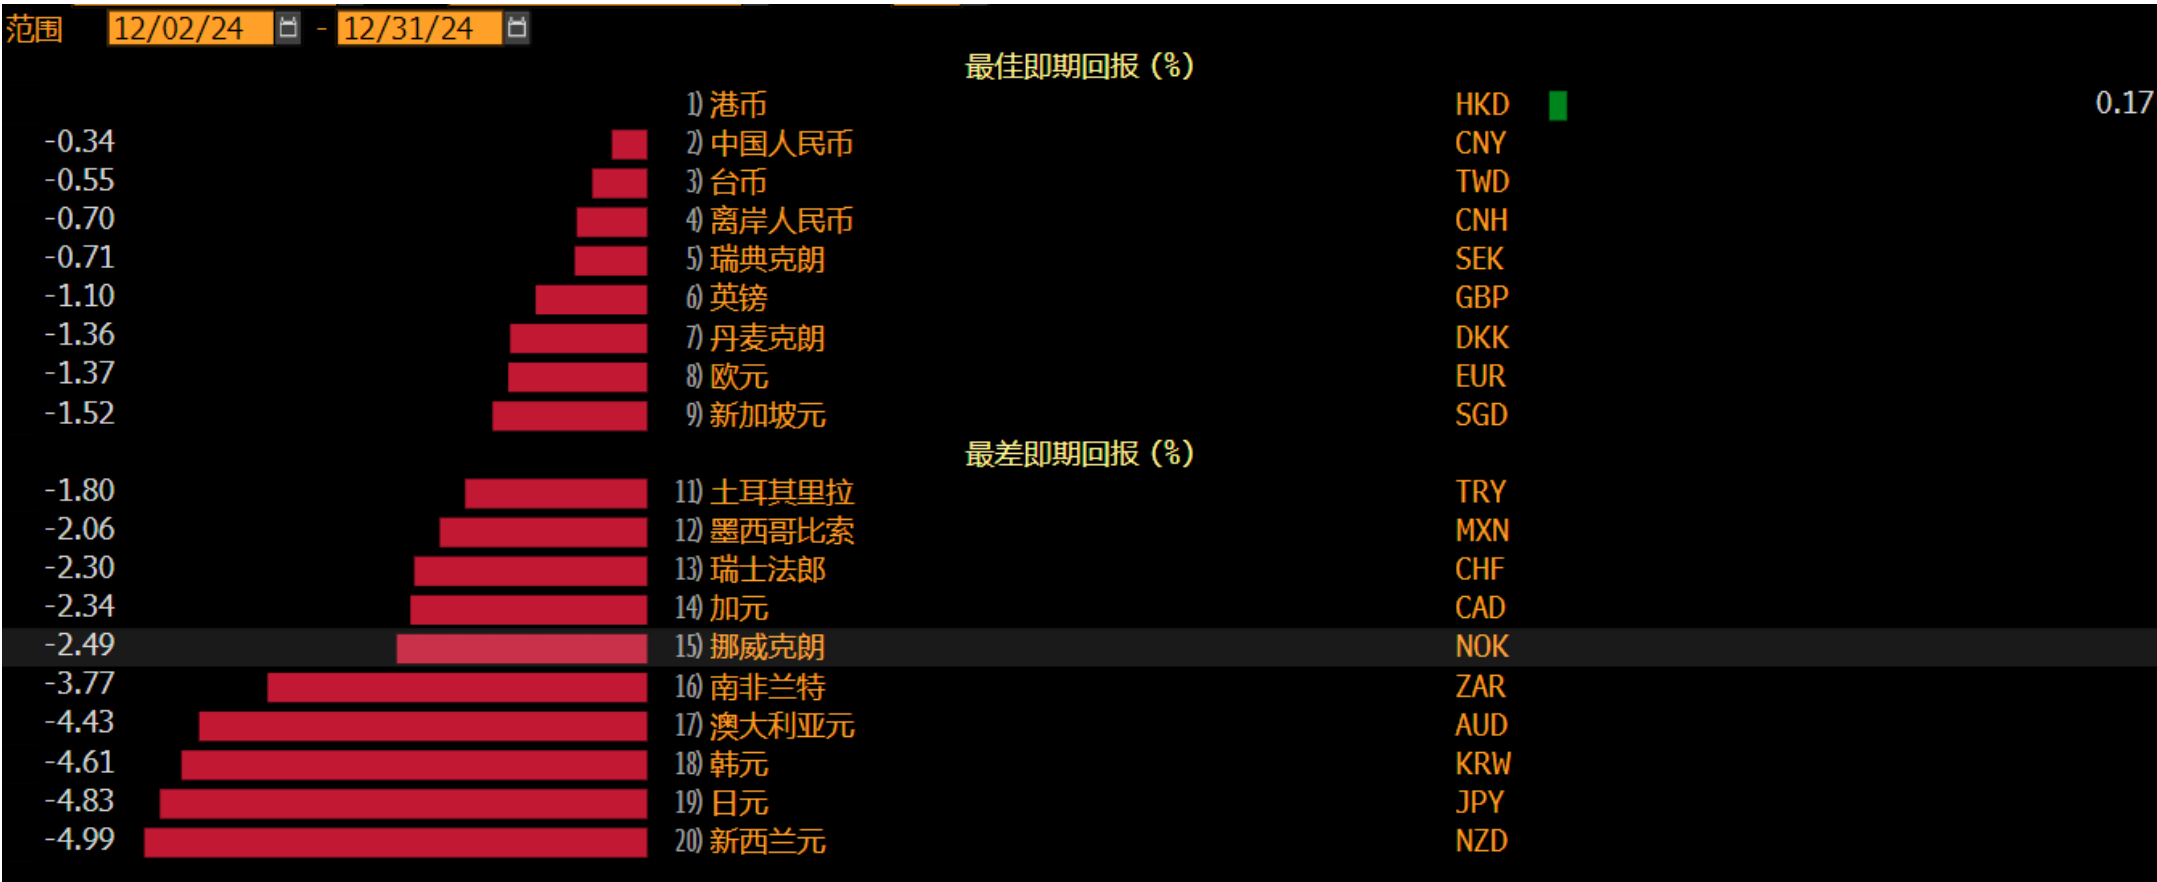 范围 12/02/24 - 12/31/24
最佳即期回报 (%)
1) 港币 HKD 0.17
-0.34 2) 中国人民币 CNY
-0.55 3) 台币 TWD
-0.70 4) 离岸人民币 CNH
-0.71 5) 瑞典克朗 SEK
-1.10 6) 英镑 GBP
-1.36 7) 丹麦克朗 DKK
-1.37 8) 欧元 EUR
-1.52 9) 新加坡元 SGD
最差即期回报 (%)
-1.80 11) 土耳其里拉 TRY
-2.06 12) 墨西哥比索 MXN
-2.30 13) 瑞士法郎 CHF
-2.34 14) 加元 CAD
-2.49 15) 挪威克朗 NOK
-3.77 16) 南非兰特 ZAR
-4.43 17) 澳大利亚元 AUD
-4.61 18) 韩元 KRW
-4.83 19) 日元 JPY
-4.99 20) 新西兰元 NZD